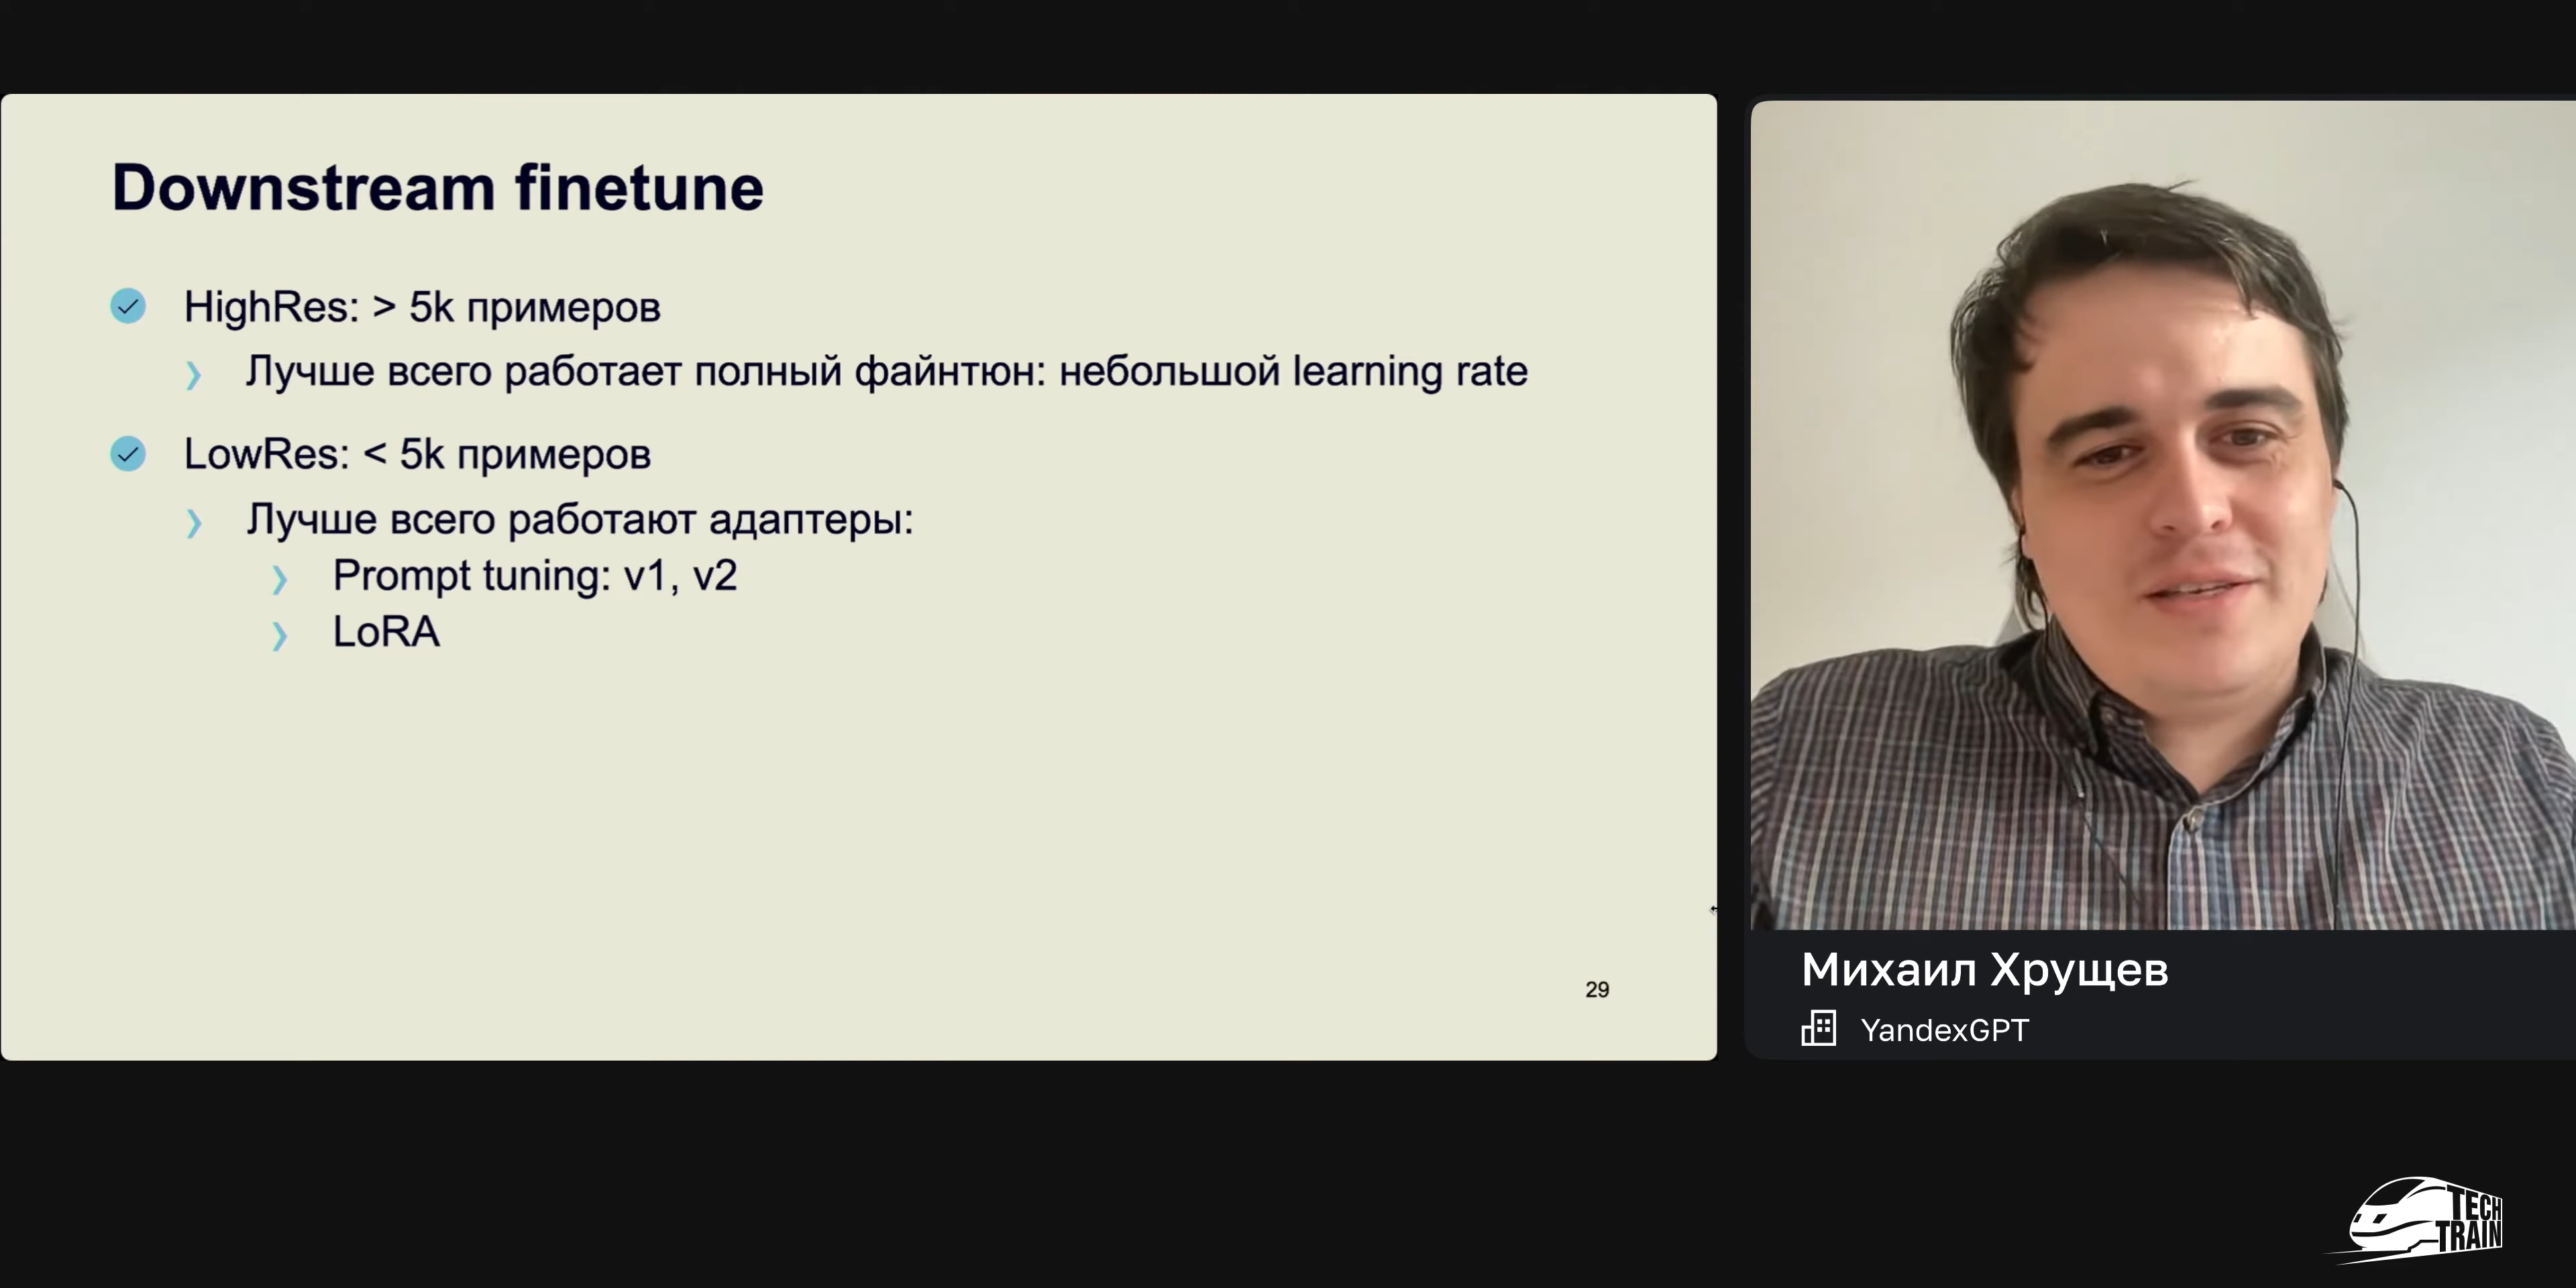 Downstream finetune
HighRes: > 5k примеров
Лучше всего работает полный файнтюн: небольшой learning rate
LowRes: < 5k примеров
Лучше всего работают адаптеры:
Prompt tuning: v1, v2
LoRA
29
Михаил Хрущев
YandexGPT
TECH
TRAIN